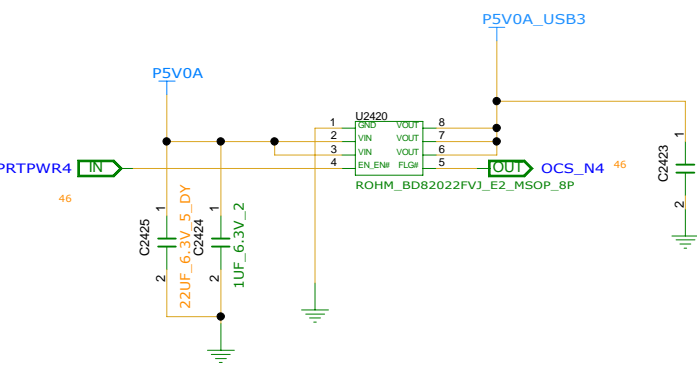 P5V0A_USB3
P5V0A
U2420
1 GND VOUT 8
2 VIN VOUT 7
3 VIN VOUT 6
4 EN_EN# FLG# 5
PRTPWR4 IN
OUT OCS_N4 46
46
ROHM_BD82022FVJ_E2_MSOP_8P
1
C2423
2
1
C2425
2
22UF_6.3V_5_DY
1
C2424
2
1UF_6.3V_2